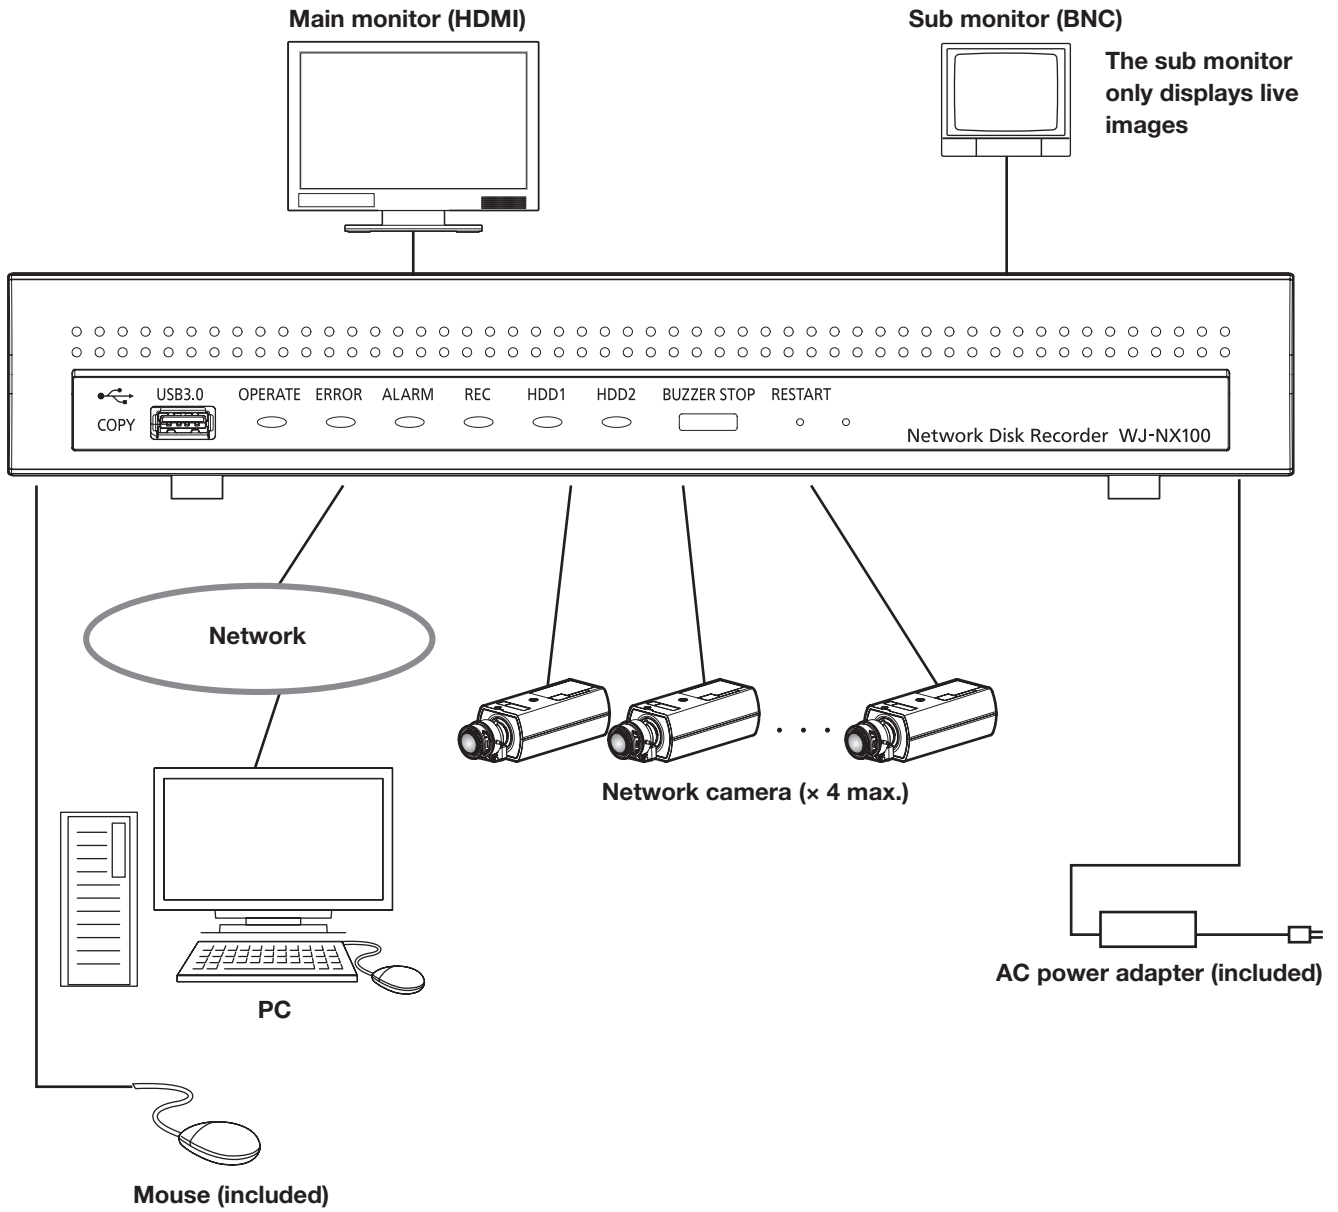 Main monitor (HDMI)
Sub monitor (BNC)
The sub monitor
only displays live
images
USB3.0 OPERATE ERROR ALARM REC HDD1 HDD2 BUZZER STOP RESTART
COPY
Network Disk Recorder WJ-NX100
Network
Network camera (× 4 max.)
AC power adapter (included)
PC
Mouse (included)